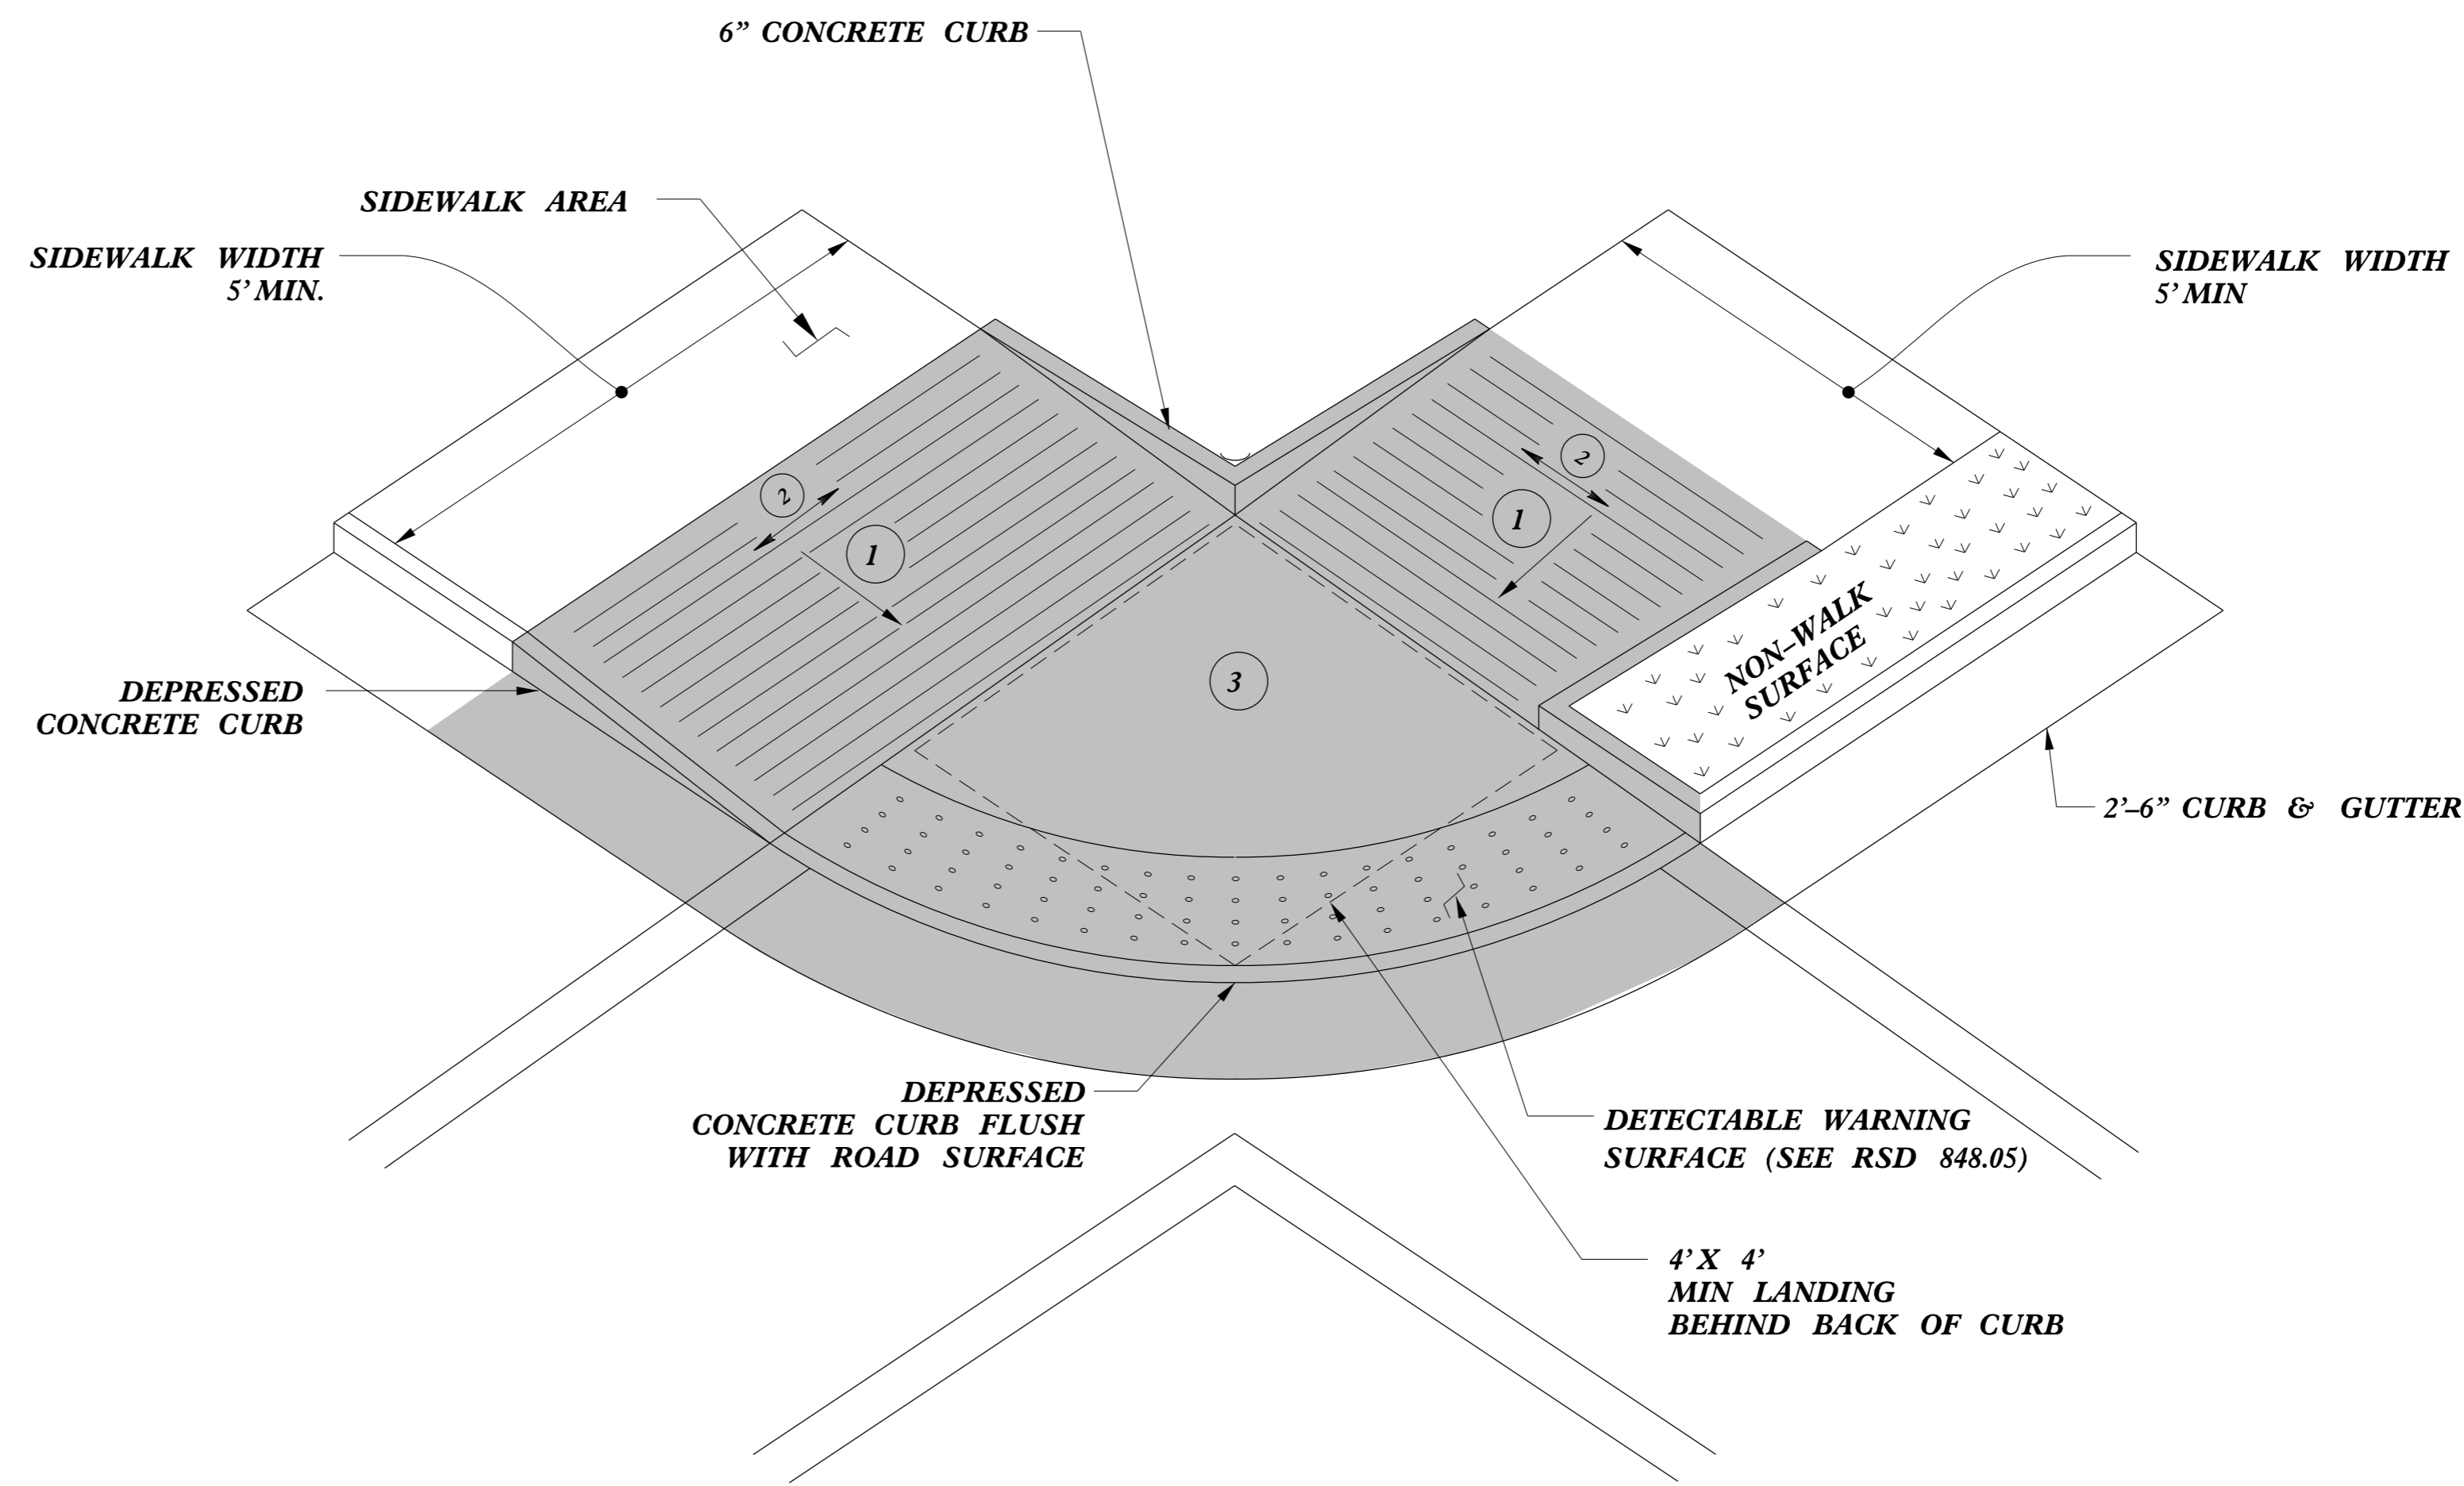 6” CONCRETE CURB
SIDEWALK AREA
SIDEWALK WIDTH
5’ MIN.
SIDEWALK WIDTH
5’ MIN
2
2
1
1
NON–WALK
SURFACE
3
DEPRESSED
CONCRETE CURB
2’–6” CURB & GUTTER
DEPRESSED
CONCRETE CURB FLUSH
WITH ROAD SURFACE
DETECTABLE WARNING
SURFACE (SEE RSD 848.05)
4’ X 4’
MIN LANDING
BEHIND BACK OF CURB